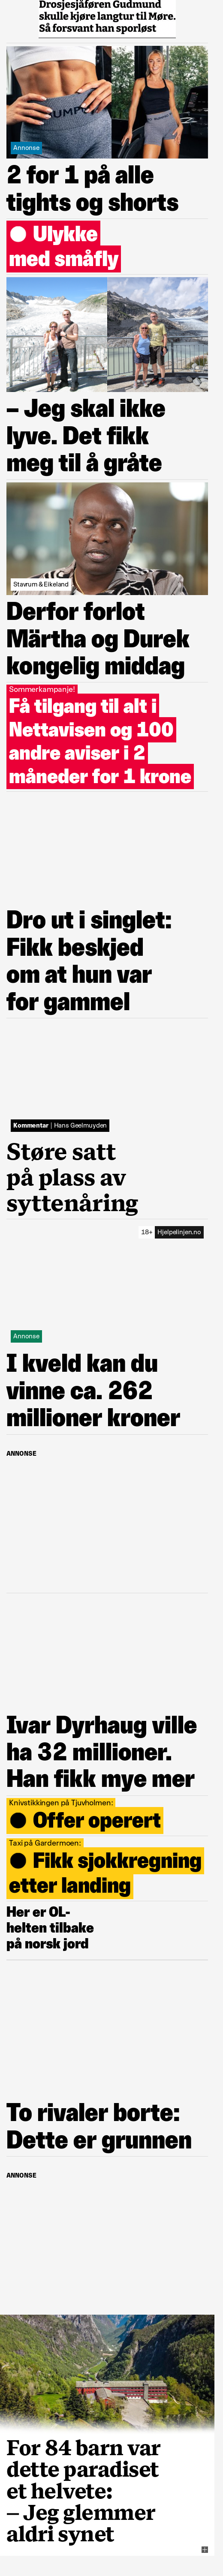 Drosjesjåføren Gudmund
skulle kjøre langtur til Møre.
Så forsvant han sporløst
Annonse
2 for 1 på alle
tights og shorts
Ulykke
med småfly
– Jeg skal ikke
lyve. Det fikk
meg til å gråte
Stavrum & Eikeland
Derfor forlot
Märtha og Durek
kongelig middag
Sommerkampanje!
Få tilgang til alt i
Nettavisen og 100
andre aviser i 2
måneder for 1 krone
Dro ut i singlet:
Fikk beskjed
om at hun var
for gammel
Kommentar | Hans Geelmuyden
Støre satt
på plass av
syttenåring
18+ Hjelpelinjen.no
Annonse
I kveld kan du
vinne ca. 262
millioner kroner
ANNONSE
Ivar Dyrhaug ville
ha 32 millioner.
Han fikk mye mer
Knivstikkingen på Tjuvholmen:
Offer operert
Taxi på Gardermoen:
Fikk sjokkregning
etter landing
Her er OL-
helten tilbake
på norsk jord
To rivaler borte:
Dette er grunnen
ANNONSE
For 84 barn var
dette paradiset
et helvete:
– Jeg glemmer
aldri synet